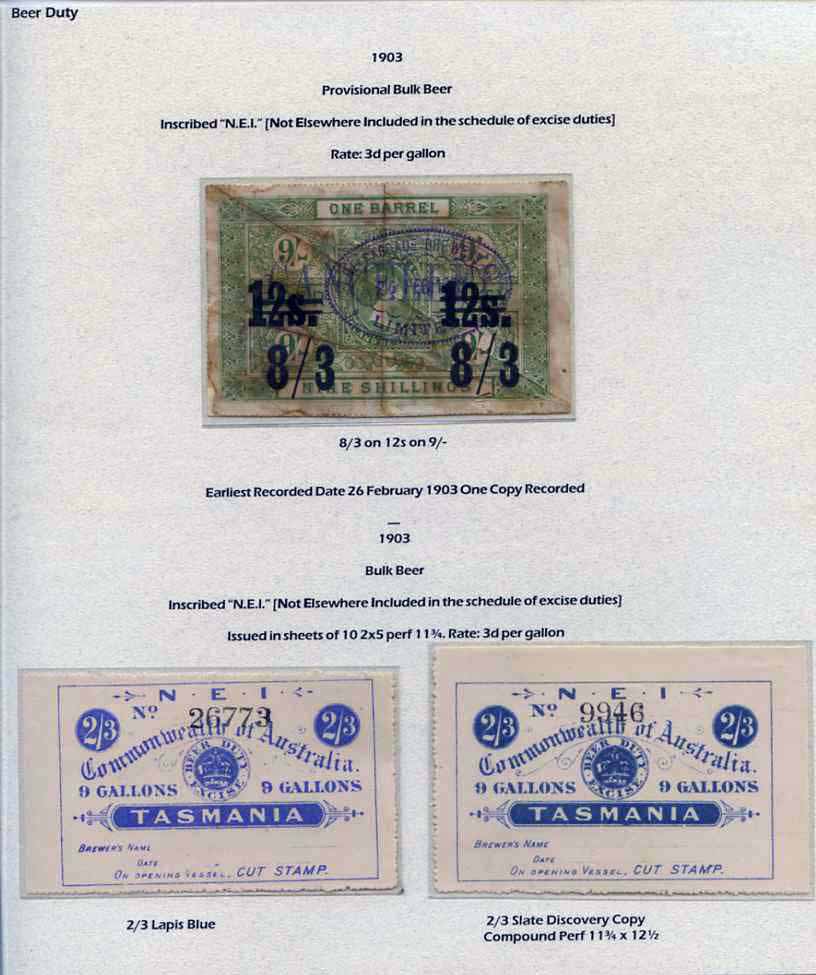 Beer Duty
1903
Provisional Bulk Beer
Inscribed "N.E.I." [Not Elsewhere Included in the schedule of excise duties]
Rate: 3d per gallon
ONE BARREL
9/-
12s. 12s.
LIMITED
9/- 9/-
8/3 8/3
NINE SHILLINGS
8/3 on 12s on 9/-
Earliest Recorded Date 26 February 1903 One Copy Recorded
—
1903
Bulk Beer
Inscribed "N.E.I." [Not Elsewhere Included in the schedule of excise duties]
Issued in sheets of 10 2x5 perf 11¾. Rate: 3d per gallon
N · E · I ·
No 26773
2/3 2/3
Commonwealth of Australia.
BEER DUTY EXCISE
9 GALLONS 9 GALLONS
TASMANIA
BREWER'S NAME
DATE
ON OPENING VESSEL, CUT STAMP.
N · E · I ·
No 9946
2/3 2/3
Commonwealth of Australia.
BEER DUTY EXCISE
9 GALLONS 9 GALLONS
TASMANIA
BREWER'S NAME
DATE
ON OPENING VESSEL, CUT STAMP.
2/3 Lapis Blue
2/3 Slate Discovery Copy
Compound Perf 11¾ x 12½